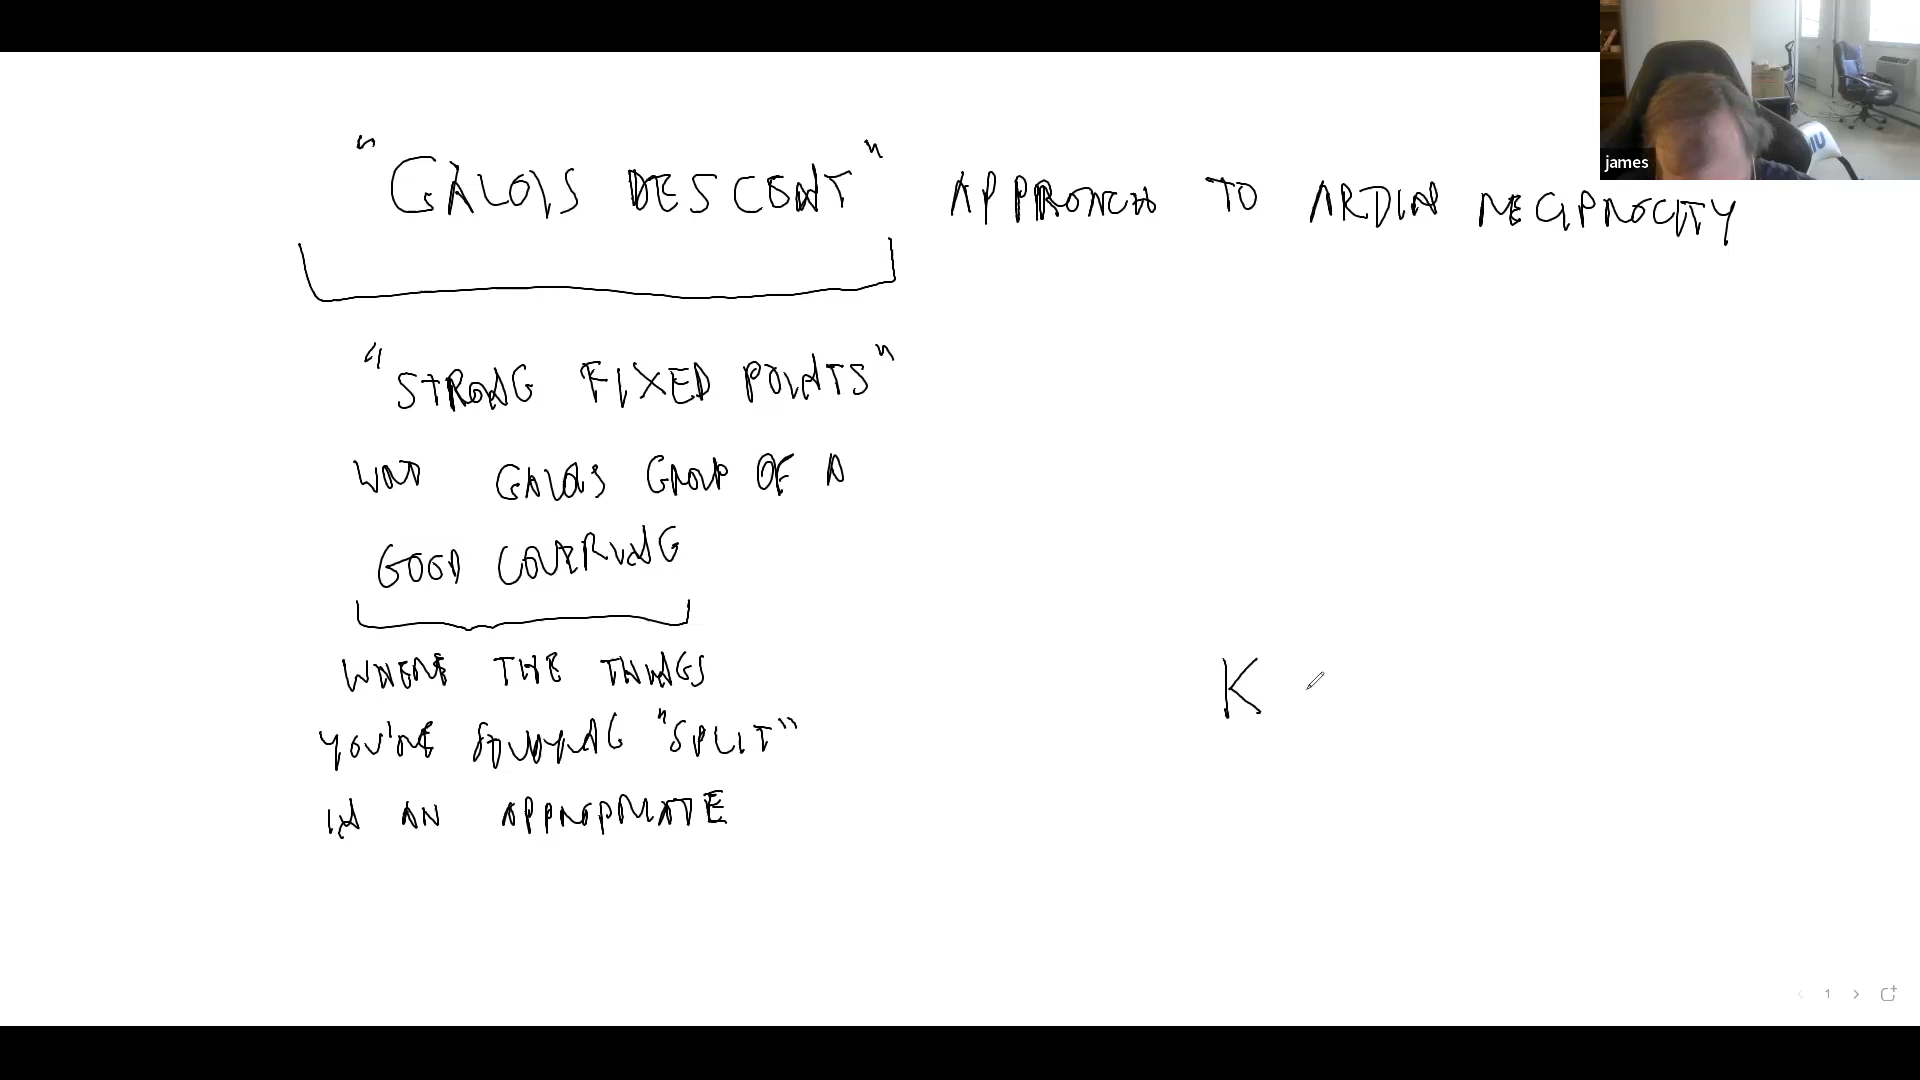 "GALOIS DESCENT" APPROACH TO ARTIN RECIPROCITY
"STRONG FIXED POINTS"
WRT GALOIS GROUP OF A
GOOD COVERING
WHERE THE THINGS
YOU'RE STUDYING "SPLIT"
IN AN APPROPRIATE
K
james
1